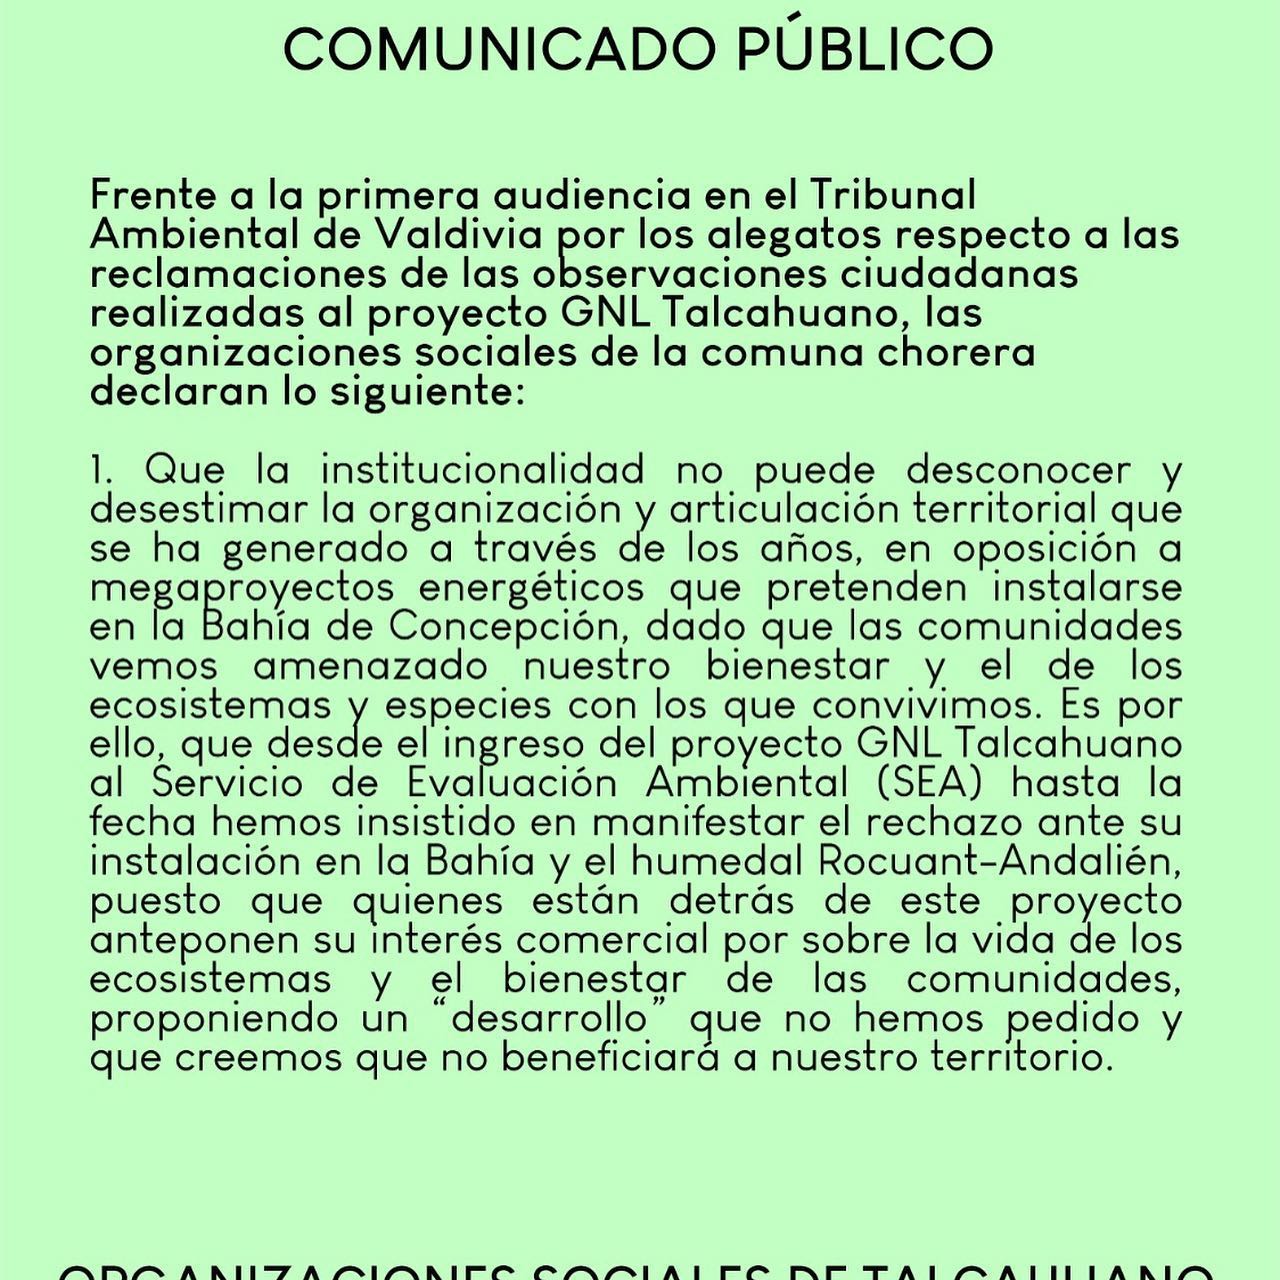 COMUNICADO PÚBLICO
Frente a la primera audiencia en el Tribunal
Ambiental de Valdivia por los alegatos respecto a las
reclamaciones de las observaciones ciudadanas
realizadas al proyecto GNL Talcahuano, las
organizaciones sociales de la comuna chorera
declaran lo siguiente:
1. Que la institucionalidad no puede desconocer y
desestimar la organización y articulación territorial que
se ha generado a través de los años, en oposición a
megaproyectos energéticos que pretenden instalarse
en la Bahía de Concepción, dado que las comunidades
vemos amenazado nuestro bienestar y el de los
ecosistemas y especies con los que convivimos. Es por
ello, que desde el ingreso del proyecto GNL Talcahuano
al Servicio de Evaluación Ambiental (SEA) hasta la
fecha hemos insistido en manifestar el rechazo ante su
instalación en la Bahía y el humedal Rocuant-Andalién,
puesto que quienes están detrás de este proyecto
anteponen su interés comercial por sobre la vida de los
ecosistemas y el bienestar de las comunidades,
proponiendo un “desarrollo” que no hemos pedido y
que creemos que no beneficiará a nuestro territorio.
ORGANIZACIONES SOCIALES DE TALCAHUANO